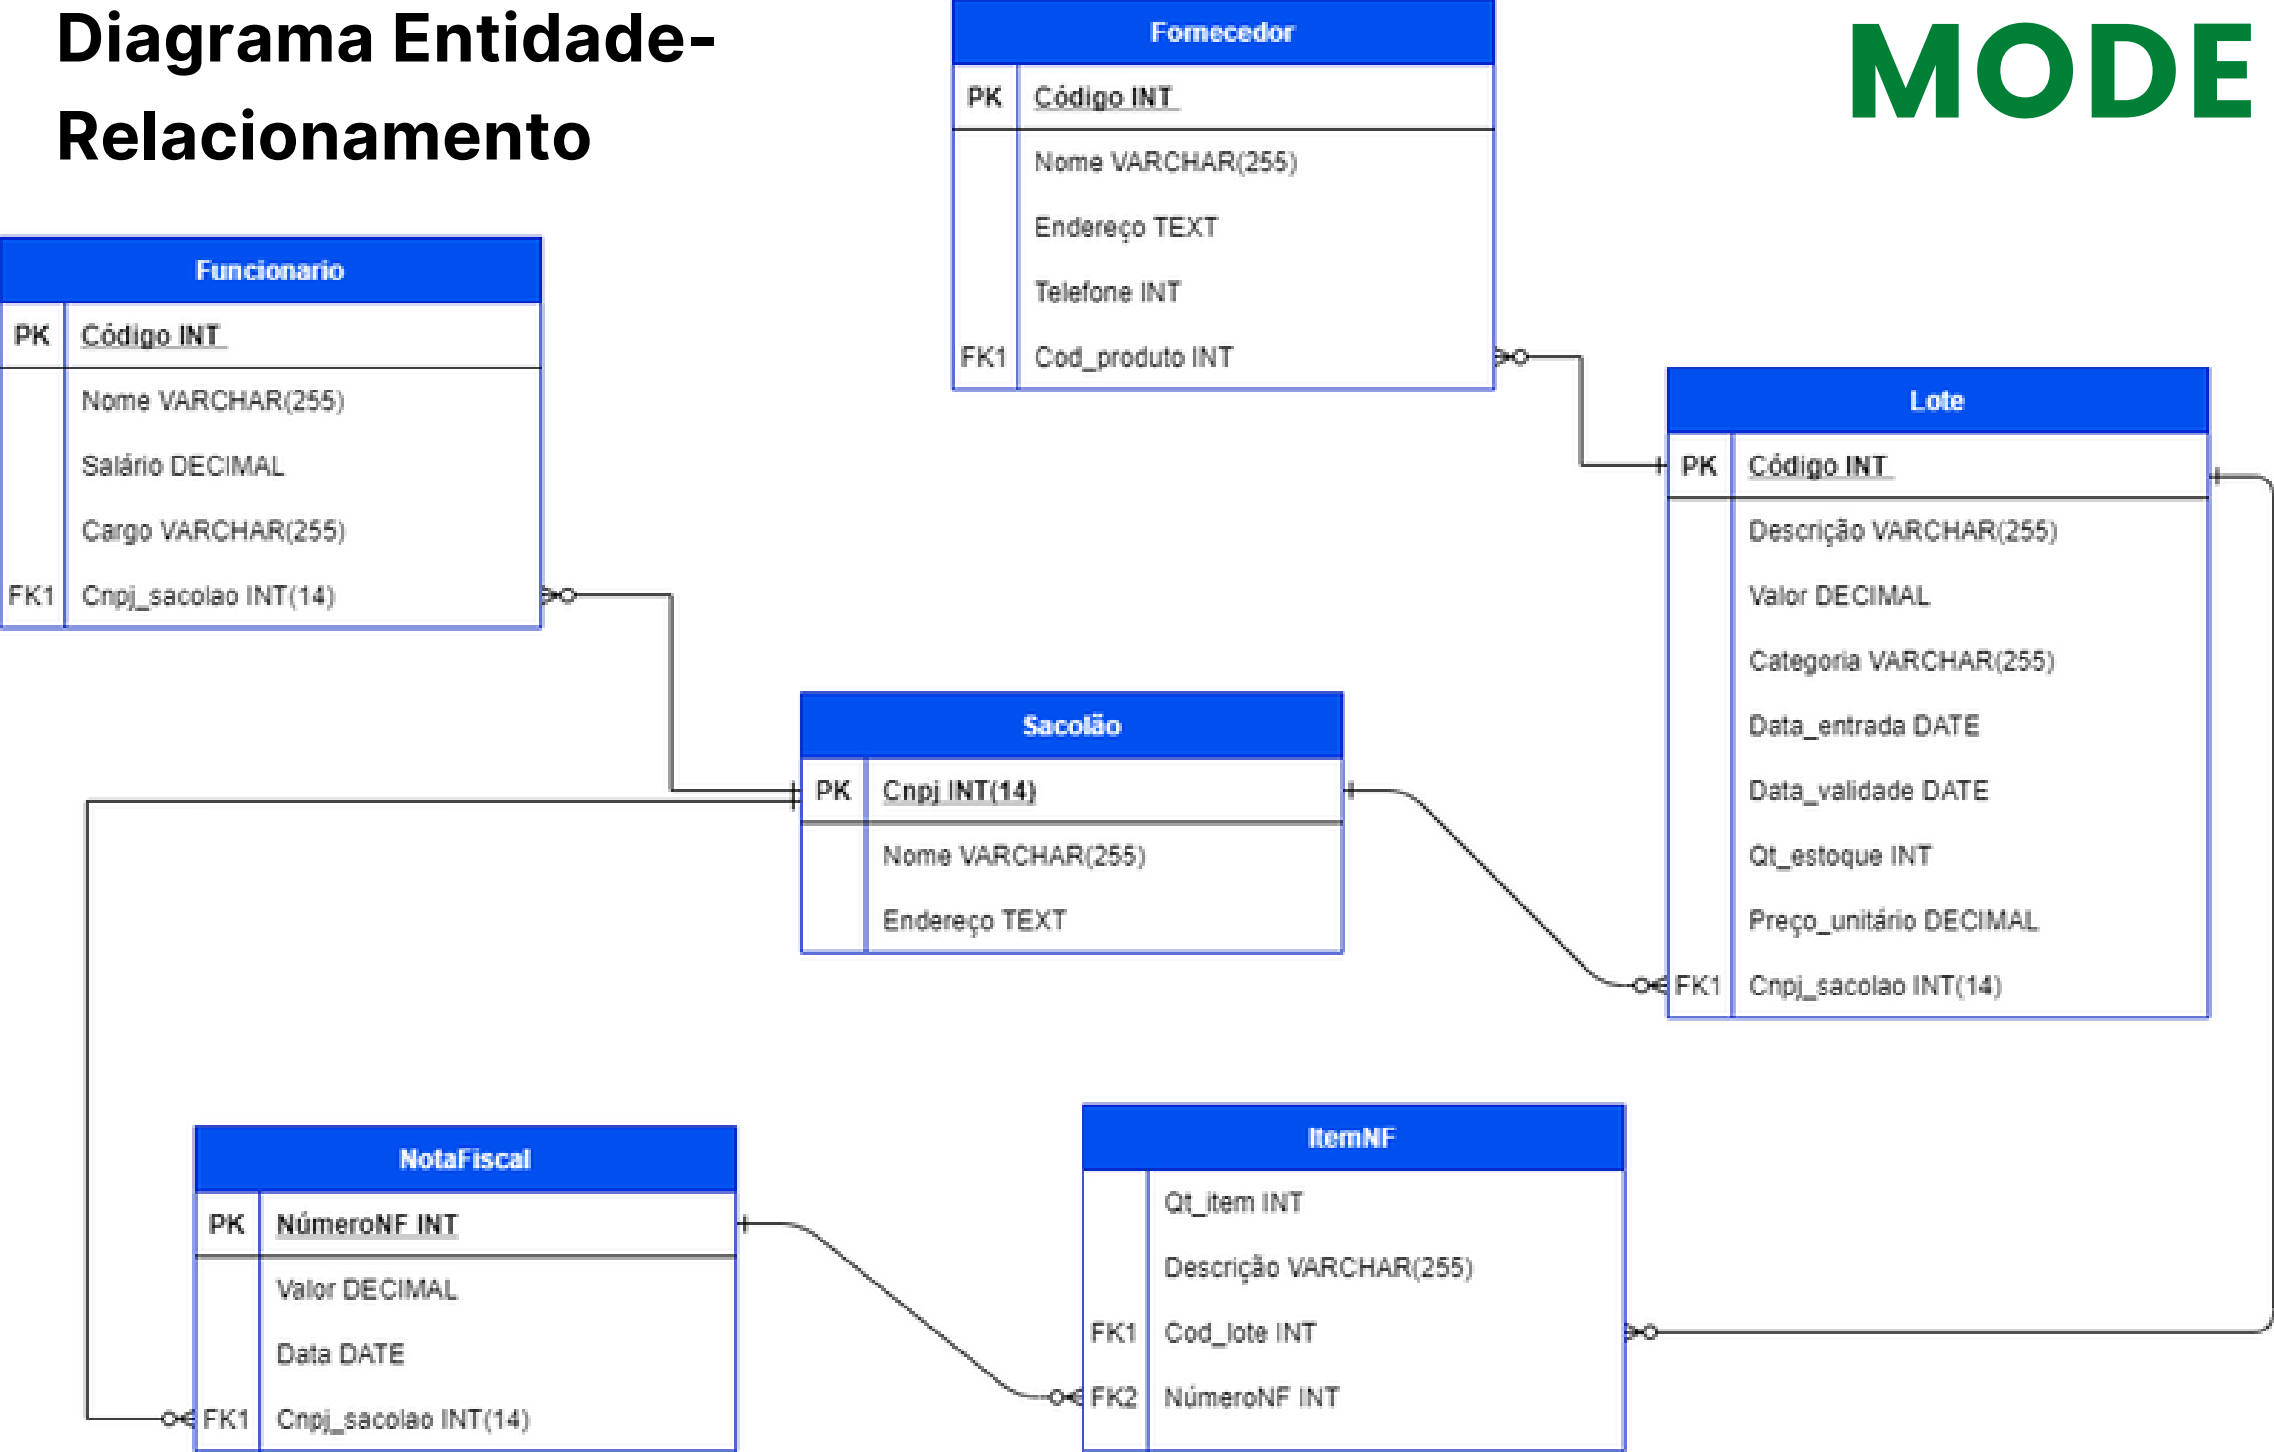 Diagrama Entidade-
Relacionamento
MODE
Fornecedor
PK Código INT
Nome VARCHAR(255)
Endereço TEXT
Telefone INT
FK1 Cod_produto INT
Funcionario
PK Código INT
Nome VARCHAR(255)
Salário DECIMAL
Cargo VARCHAR(255)
FK1 Cnpj_sacolao INT(14)
Lote
PK Código INT
Descrição VARCHAR(255)
Valor DECIMAL
Categoria VARCHAR(255)
Data_entrada DATE
Data_validade DATE
Qt_estoque INT
Preço_unitário DECIMAL
FK1 Cnpj_sacolao INT(14)
Sacolão
PK Cnpj INT(14)
Nome VARCHAR(255)
Endereço TEXT
NotaFiscal
PK NúmeroNF INT
Valor DECIMAL
Data DATE
FK1 Cnpj_sacolao INT(14)
ItemNF
Qt_item INT
Descrição VARCHAR(255)
FK1 Cod_lote INT
FK2 NúmeroNF INT